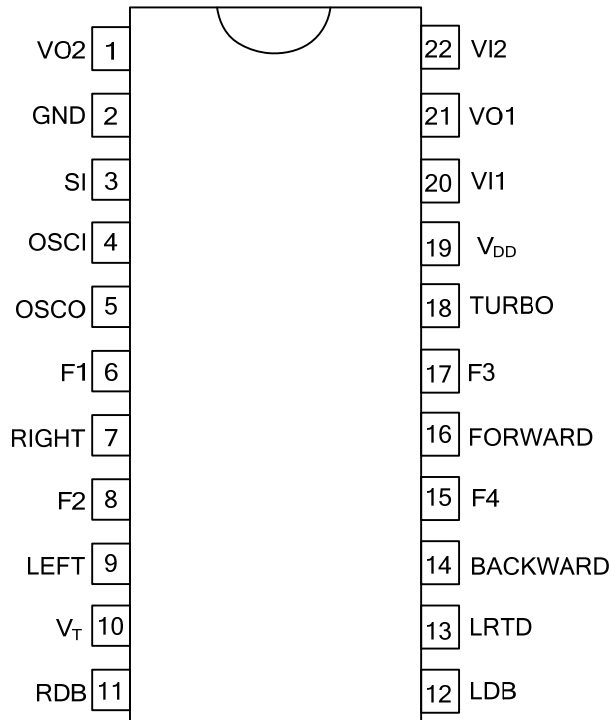 VO2 1 22 VI2
GND 2 21 VO1
SI 3 20 VI1
OSCI 4 19 VDD
OSCO 5 18 TURBO
F1 6 17 F3
RIGHT 7 16 FORWARD
F2 8 15 F4
LEFT 9 14 BACKWARD
VT 10 13 LRTD
RDB 11 12 LDB